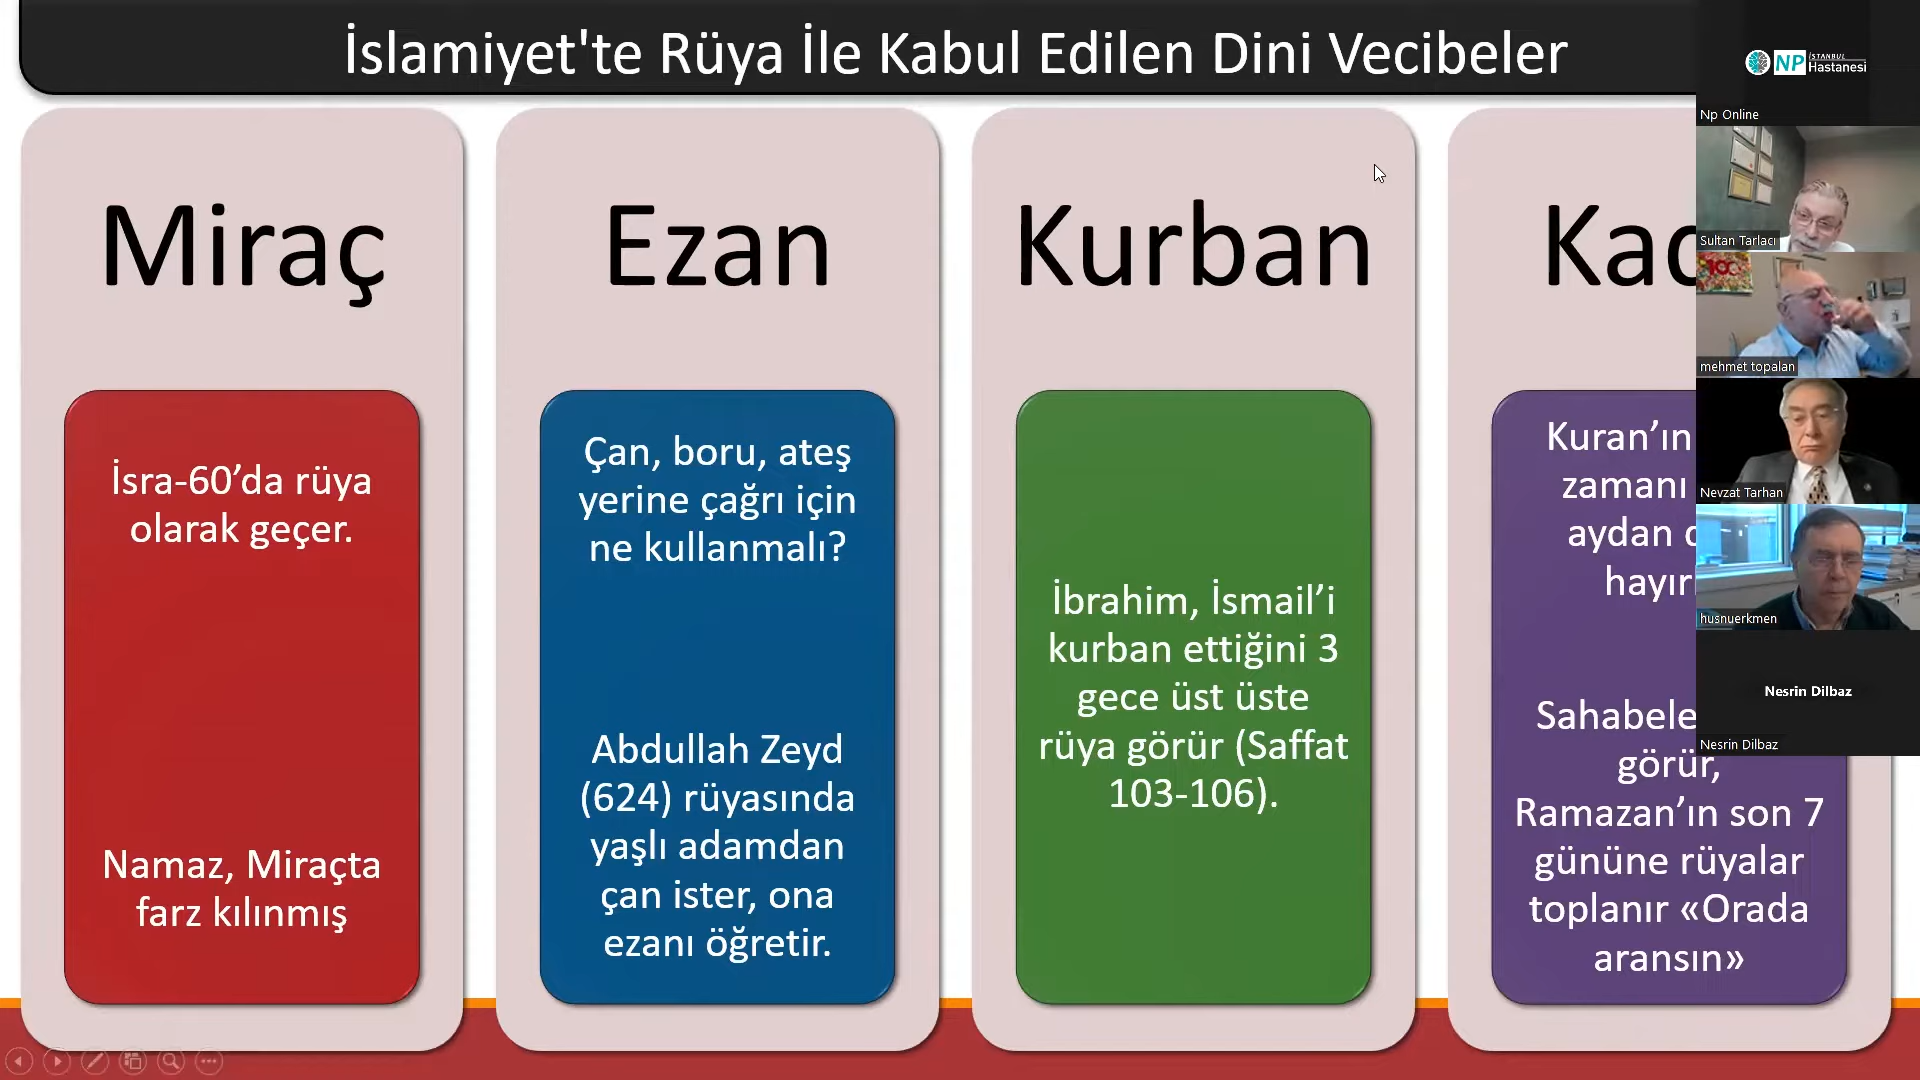 İslamiyet'te Rüya İle Kabul Edilen Dini Vecibeler
Miraç
İsra-60’da rüya
olarak geçer.
Namaz, Miraçta
farz kılınmış
Ezan
Çan, boru, ateş
yerine çağrı için
ne kullanmalı?
Abdullah Zeyd
(624) rüyasında
yaşlı adamdan
çan ister, ona
ezanı öğretir.
Kurban
İbrahim, İsmail’i
kurban ettiğini 3
gece üst üste
rüya görür (Saffat
103-106).
Kuran’ın
zamanı
aydan
görür,
Ramazan’ın son 7
gününe rüyalar
toplanır «Orada
aransın»
NP İSTANBUL
Hastanesi
Np Online
Sultan Tarlacı
mehmet topalan
Nevzat Tarhan
husnuerkmen
Nesrin Dilbaz
Nesrin Dilbaz